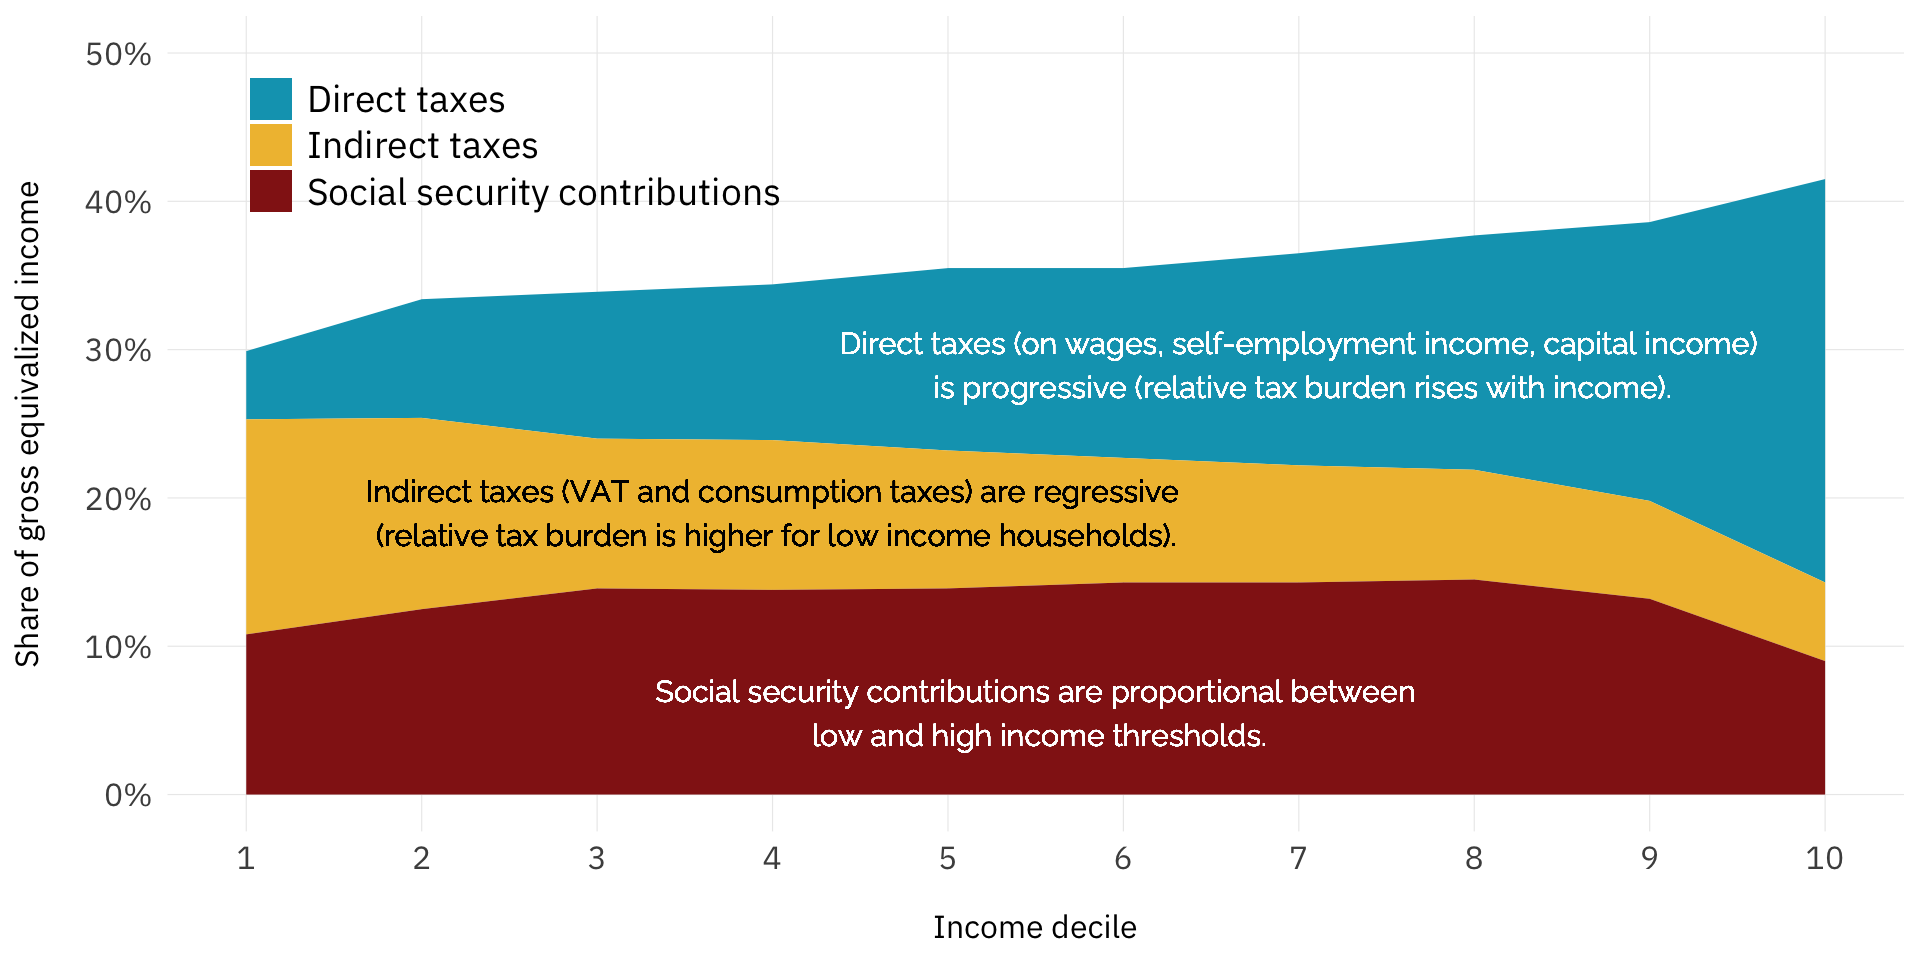 50%
40%
30%
20%
10%
0%
Share of gross equivalized income
Direct taxes
Indirect taxes
Social security contributions
Direct taxes (on wages, self-employment income, capital income)
is progressive (relative tax burden rises with income).
Indirect taxes (VAT and consumption taxes) are regressive
(relative tax burden is higher for low income households).
Social security contributions are proportional between
low and high income thresholds.
1 2 3 4 5 6 7 8 9 10
Income decile